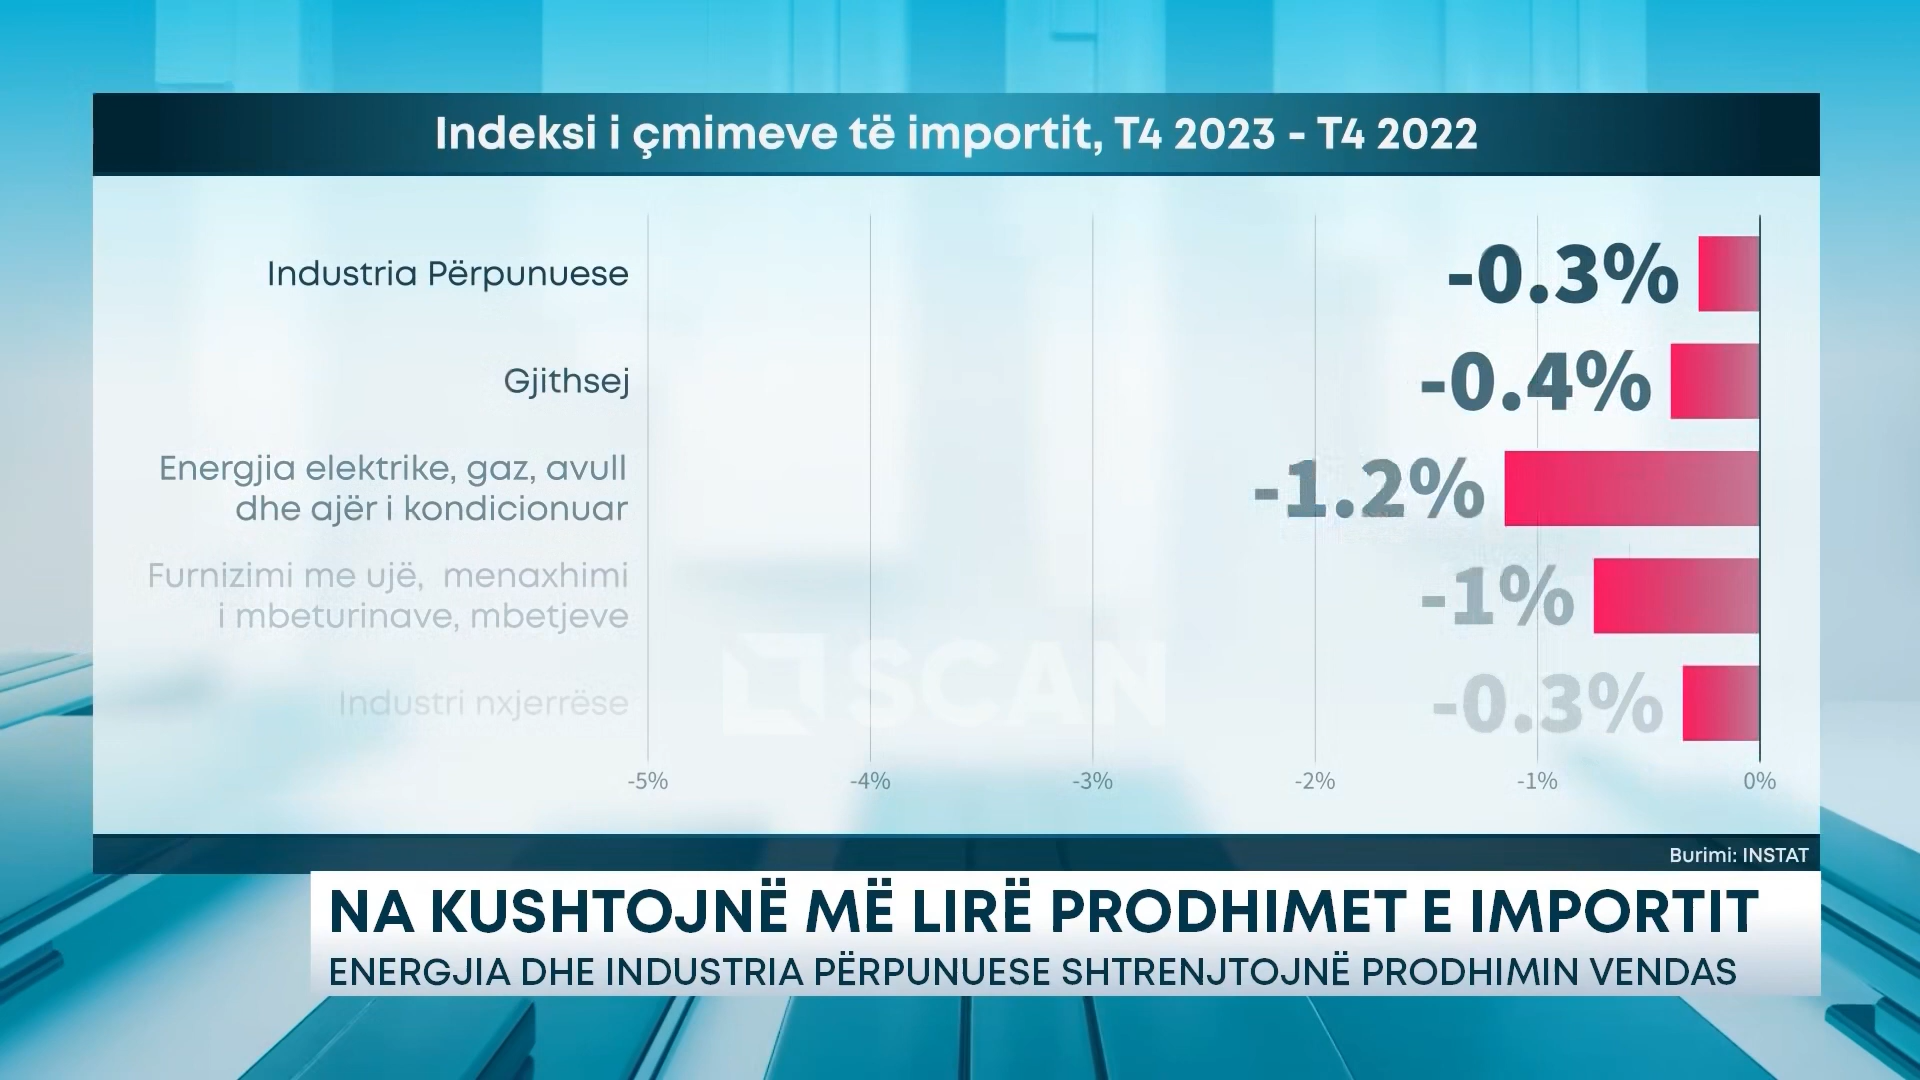 Indeksi i çmimeve të importit, T4 2023 - T4 2022
Industria Përpunuese
-0.3%
Gjithsej
-0.4%
Energjia elektrike, gaz, avull
dhe ajër i kondicionuar
-1.2%
Furnizimi me ujë, menaxhimi
i mbeturinave, mbetjeve
-1%
Industri nxjerrëse
-0.3%
SCAN
-5% -4% -3% -2% -1% 0%
Burimi: INSTAT
NA KUSHTOJNË MË LIRË PRODHIMET E IMPORTIT
ENERGJIA DHE INDUSTRIA PËRPUNUESE SHTRENJTOJNË PRODHIMIN VENDAS